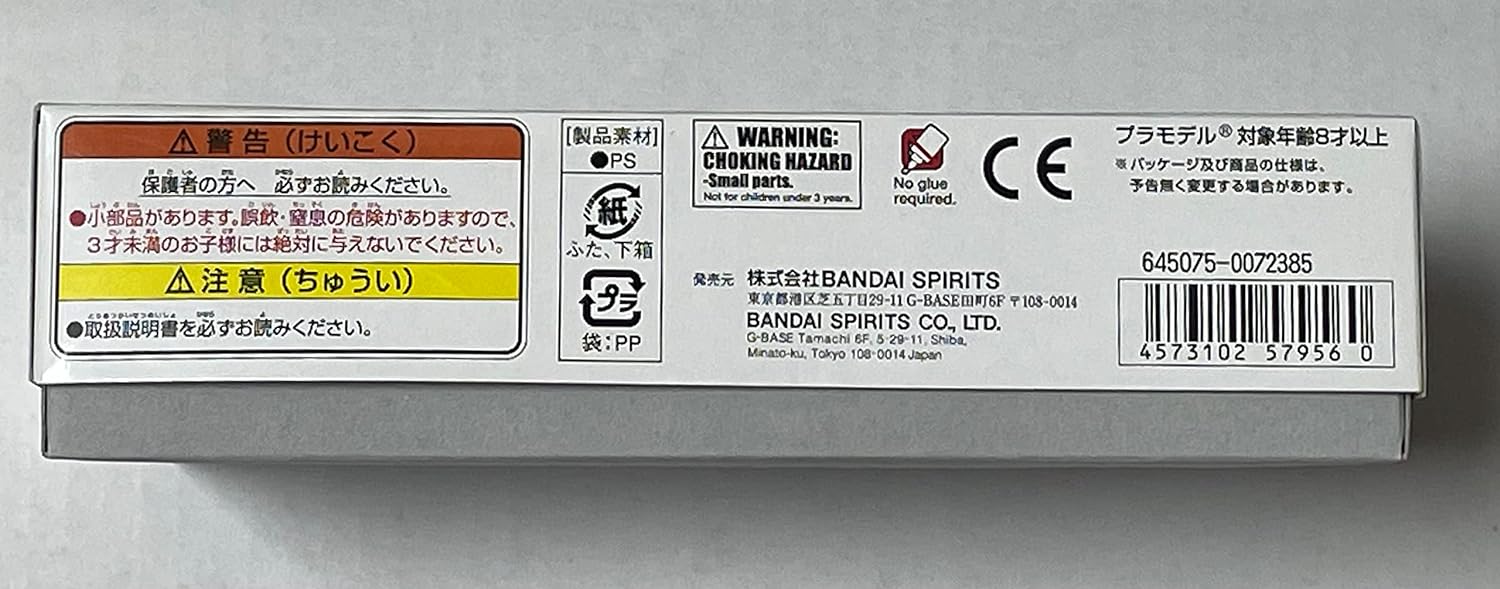 警告（けいこく）
保護者の方へ 必ずお読みください。
●小部品があります。誤飲・窒息の危険がありますので、
3才未満のお子様には絶対に与えないでください。
注意（ちゅうい）
●取扱説明書を必ずお読みください。
[製品素材]
●PS
紙
ふた、下箱
プラ
袋：PP
WARNING:
CHOKING HAZARD
-Small parts.
Not for children under 3 years.
No glue
required.
CE
発売元 株式会社BANDAI SPIRITS
東京都港区芝五丁目29-11 G-BASE田町6F 〒108-0014
BANDAI SPIRITS CO., LTD.
G-BASE Tamachi 6F, 5-29-11, Shiba,
Minato-ku, Tokyo 108-0014 Japan
プラモデル® 対象年齢8才以上
※パッケージ及び商品の仕様は、
予告無く変更する場合があります。
645075-0072385
4573102 57956 0